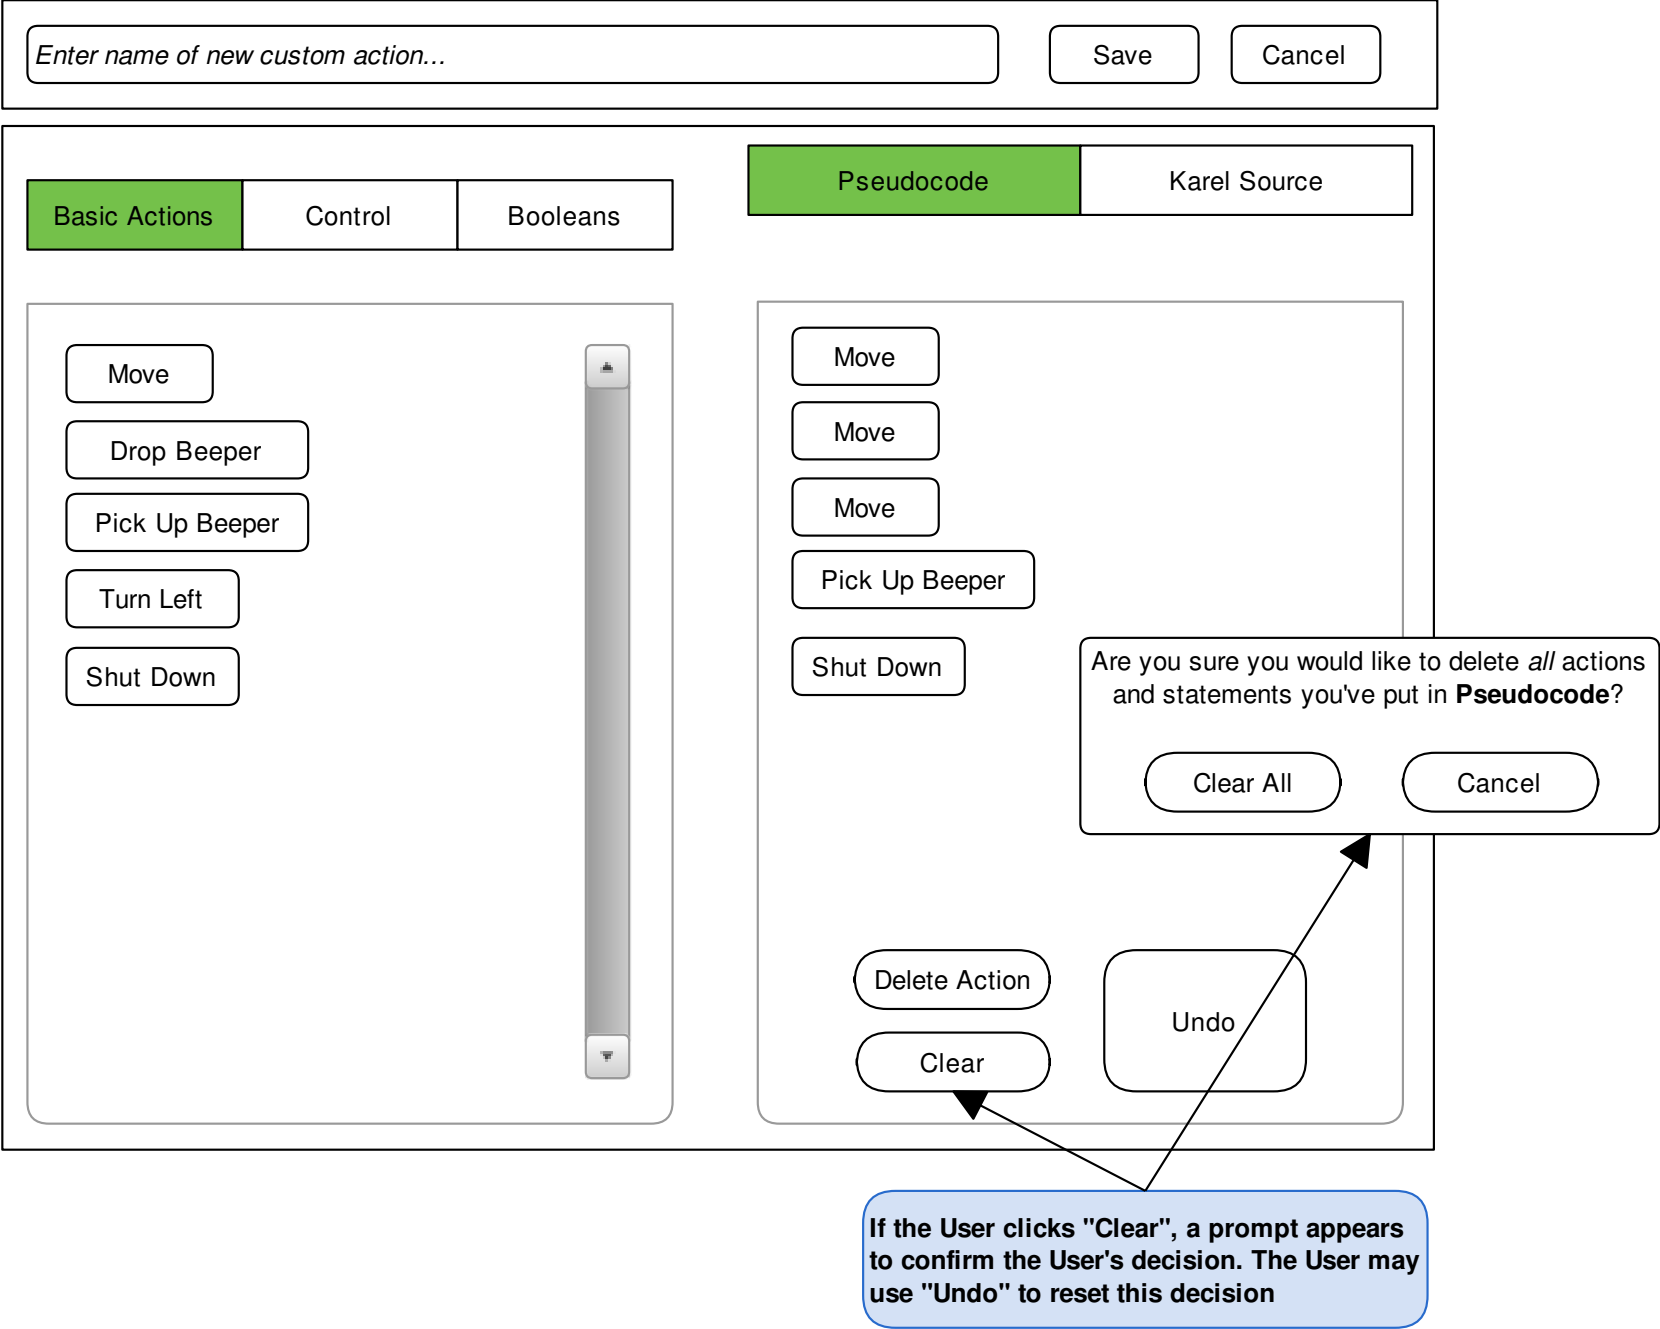 Enter name of new custom action...
Save
Cancel
Pseudocode
Karel Source
Basic Actions
Control
Booleans
Move
Drop Beeper
Pick Up Beeper
Turn Left
Shut Down
Move
Move
Move
Pick Up Beeper
Shut Down
Are you sure you would like to delete all actions
and statements you've put in Pseudocode?
Clear All
Cancel
Delete Action
Clear
Undo
If the User clicks "Clear", a prompt appears
to confirm the User's decision. The User may
use "Undo" to reset this decision